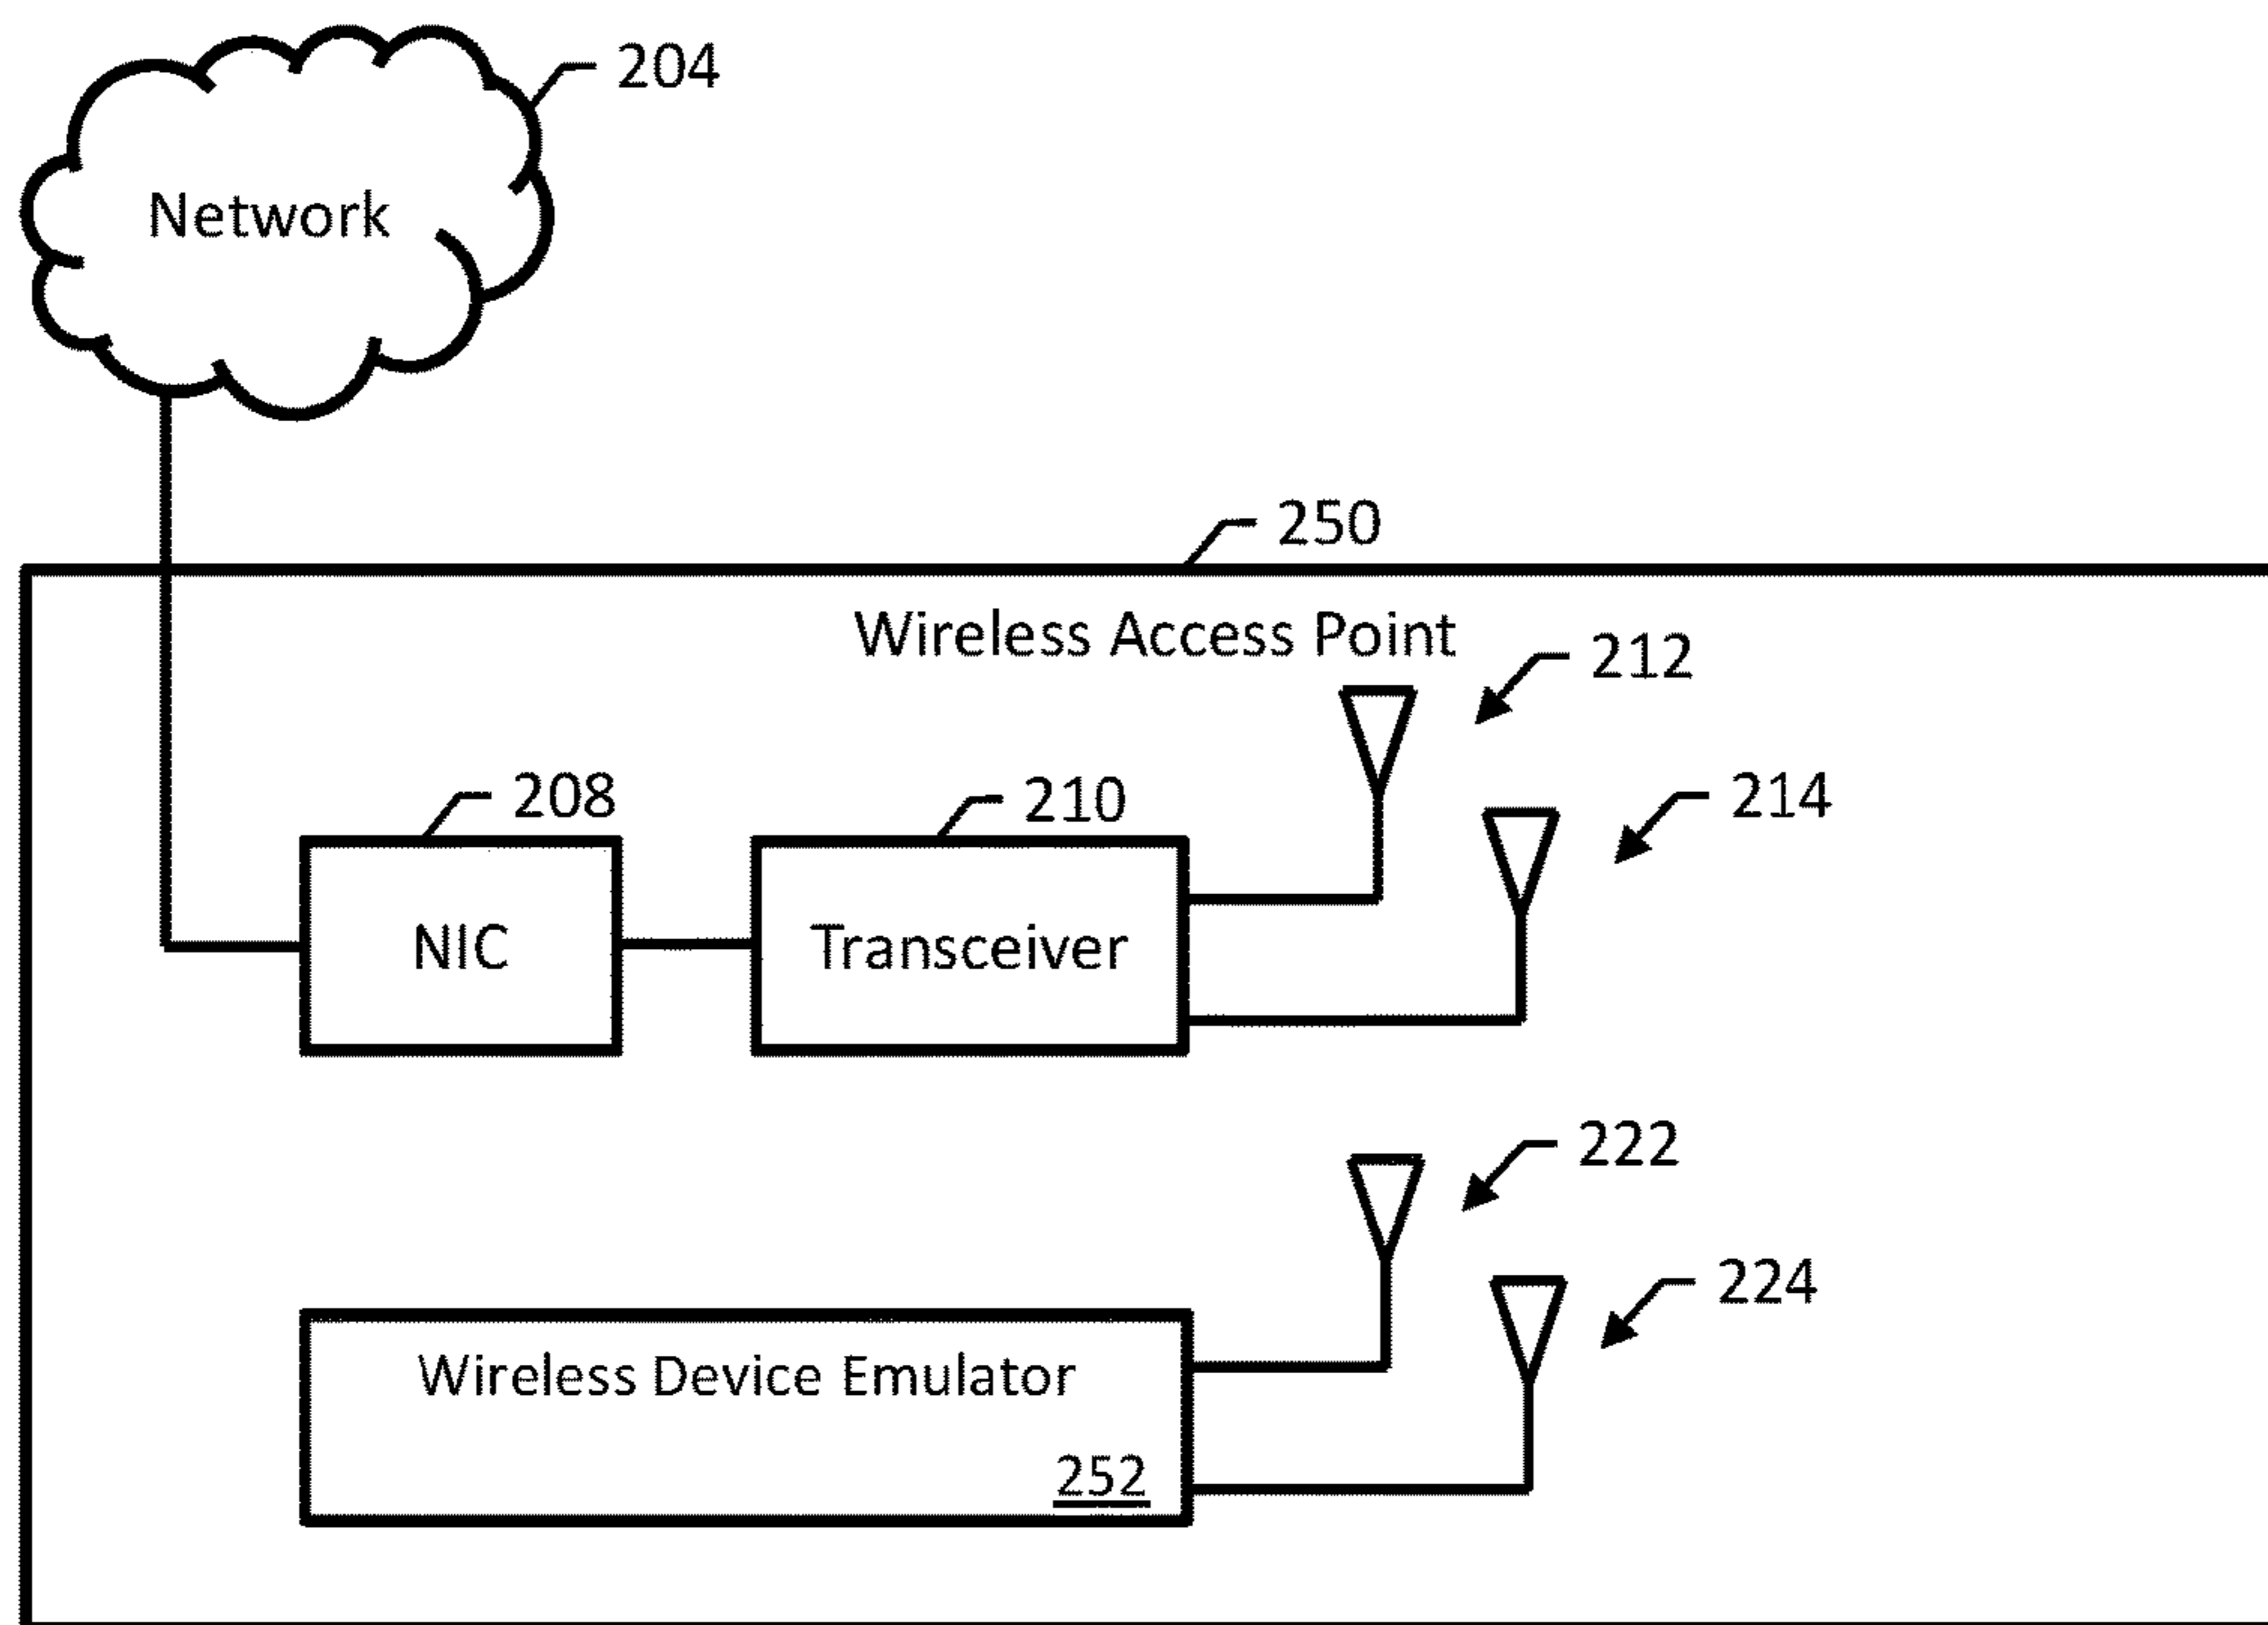 204
Network
250
Wireless Access Point
212
208
210
214
NIC
Transceiver
222
224
Wireless Device Emulator
252